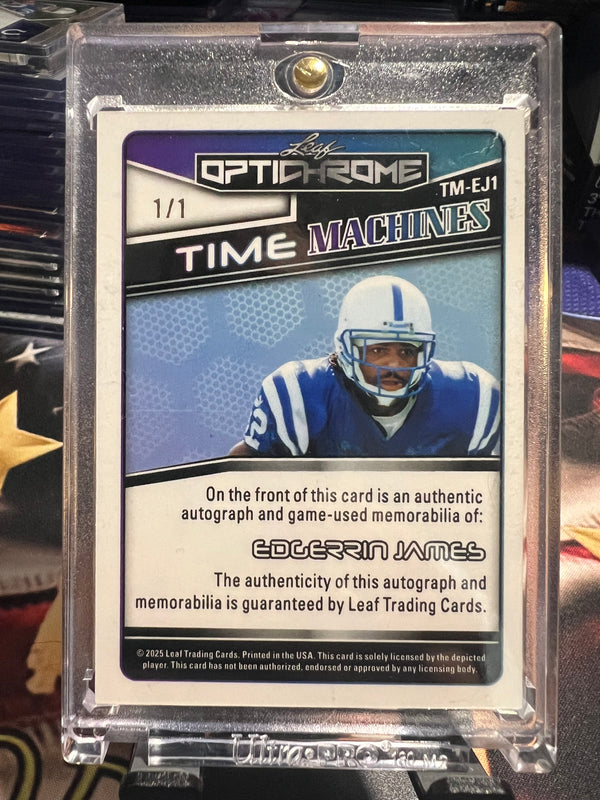 Leaf
OPTICHROME
TM-EJ1
1/1
TIME MACHINES
On the front of this card is an authentic
autograph and game-used memorabilia of:
EDGERRIN JAMES
The authenticity of this autograph and
memorabilia is guaranteed by Leaf Trading Cards.
© 2025 Leaf Trading Cards. Printed in the USA. This card is solely licensed by the depicted
player. This card has not been authorized, endorsed or approved by any licensing body.
Ultra·PRO